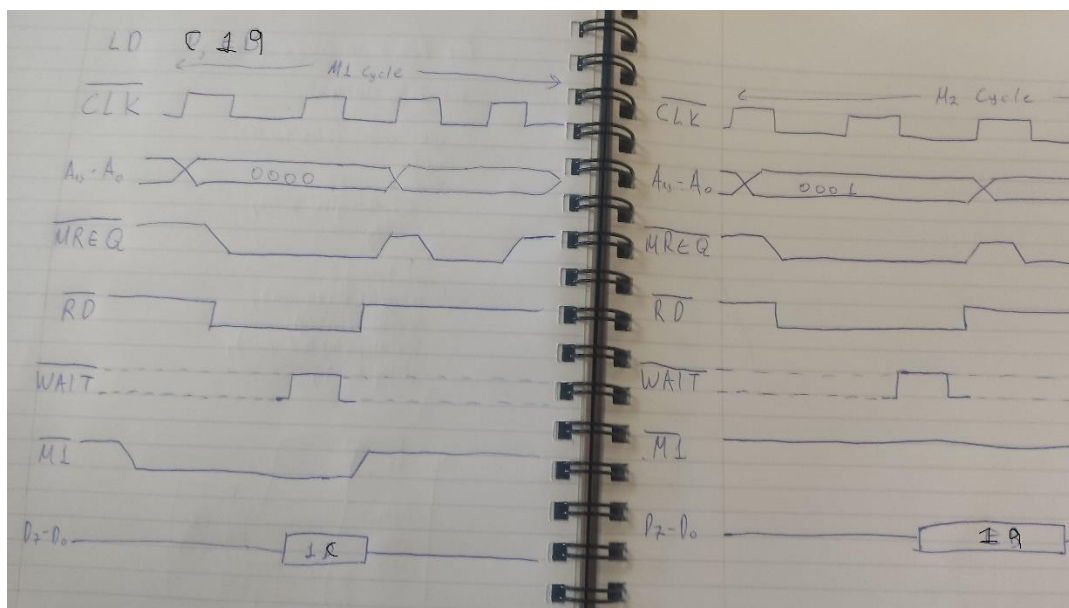 LD C, 19
M1 Cycle
CLK
A15-A0 0000
MREQ
RD
WAIT
M1
D7-D0 1C
M2 Cycle
CLK
A15-A0 0001
MREQ
RD
WAIT
M1
D7-D0 19